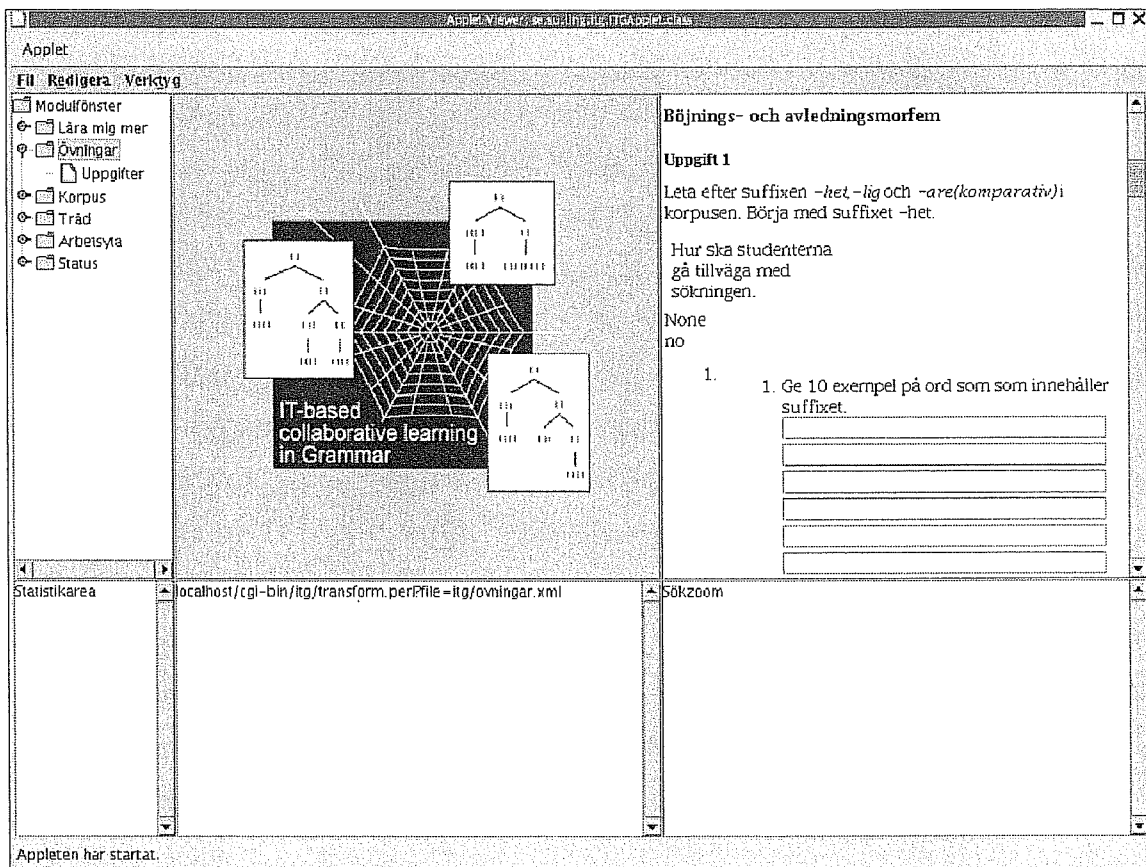 Applet Viewer: se.su.ling.itg.ITGApplet.class
Applet
Fil Redigera Verktyg
Modulfönster
Lära mig mer
Övningar
Uppgifter
Korpus
Träd
Arbetsyta
Status
IT-based
collaborative learning
in Grammar
Böjnings- och avledningsmorfem
Uppgift 1
Leta efter suffixen -het, -lig och -are(komparativ) i
korpusen. Börja med suffixet -het.
Hur ska studenterna
gå tillväga med
sökningen.
None
no
1.
1. Ge 10 exempel på ord som som innehåller
suffixet.
Statistikarea
localhost/cgi-bin/itg/transform.perl?file=itg/ovningar.xml
Sökzoom
Appleten har startat.